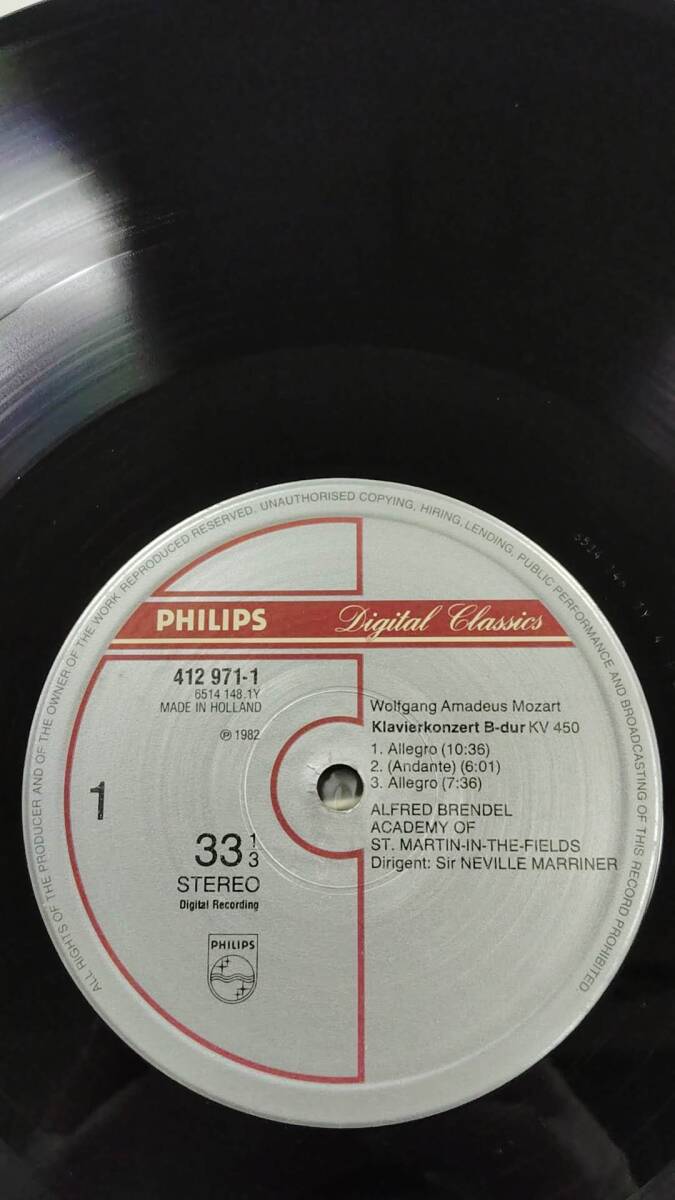 ALL RIGHTS OF THE PRODUCER AND OF THE OWNER OF THE WORK REPRODUCED RESERVED. UNAUTHORISED COPYING, HIRING, LENDING, PUBLIC PERFORMANCE AND BROADCASTING OF THIS RECORD PROHIBITED.
PHILIPS Digital Classics
412 971-1
6514 148.1Y
MADE IN HOLLAND
℗ 1982
1
33 1/3
STEREO
Digital Recording
PHILIPS
Wolfgang Amadeus Mozart
Klavierkonzert B-dur KV 450
1. Allegro (10:36)
2. (Andante) (6:01)
3. Allegro (7:36)
ALFRED BRENDEL
ACADEMY OF
ST. MARTIN-IN-THE-FIELDS
Dirigent: Sir NEVILLE MARRINER